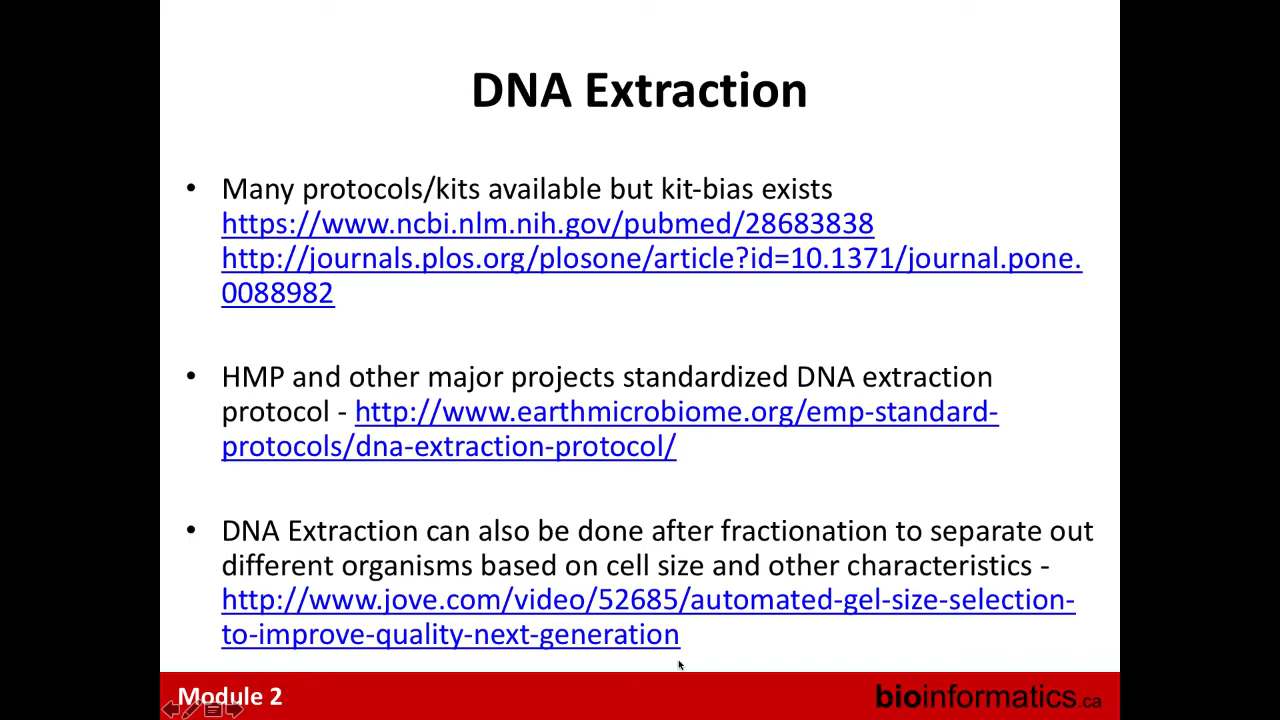 DNA Extraction
• Many protocols/kits available but kit-bias exists
https://www.ncbi.nlm.nih.gov/pubmed/28683838
http://journals.plos.org/plosone/article?id=10.1371/journal.pone.
0088982
• HMP and other major projects standardized DNA extraction
protocol - http://www.earthmicrobiome.org/emp-standard-
protocols/dna-extraction-protocol/
• DNA Extraction can also be done after fractionation to separate out
different organisms based on cell size and other characteristics -
http://www.jove.com/video/52685/automated-gel-size-selection-
to-improve-quality-next-generation
Module 2
bioinformatics.ca